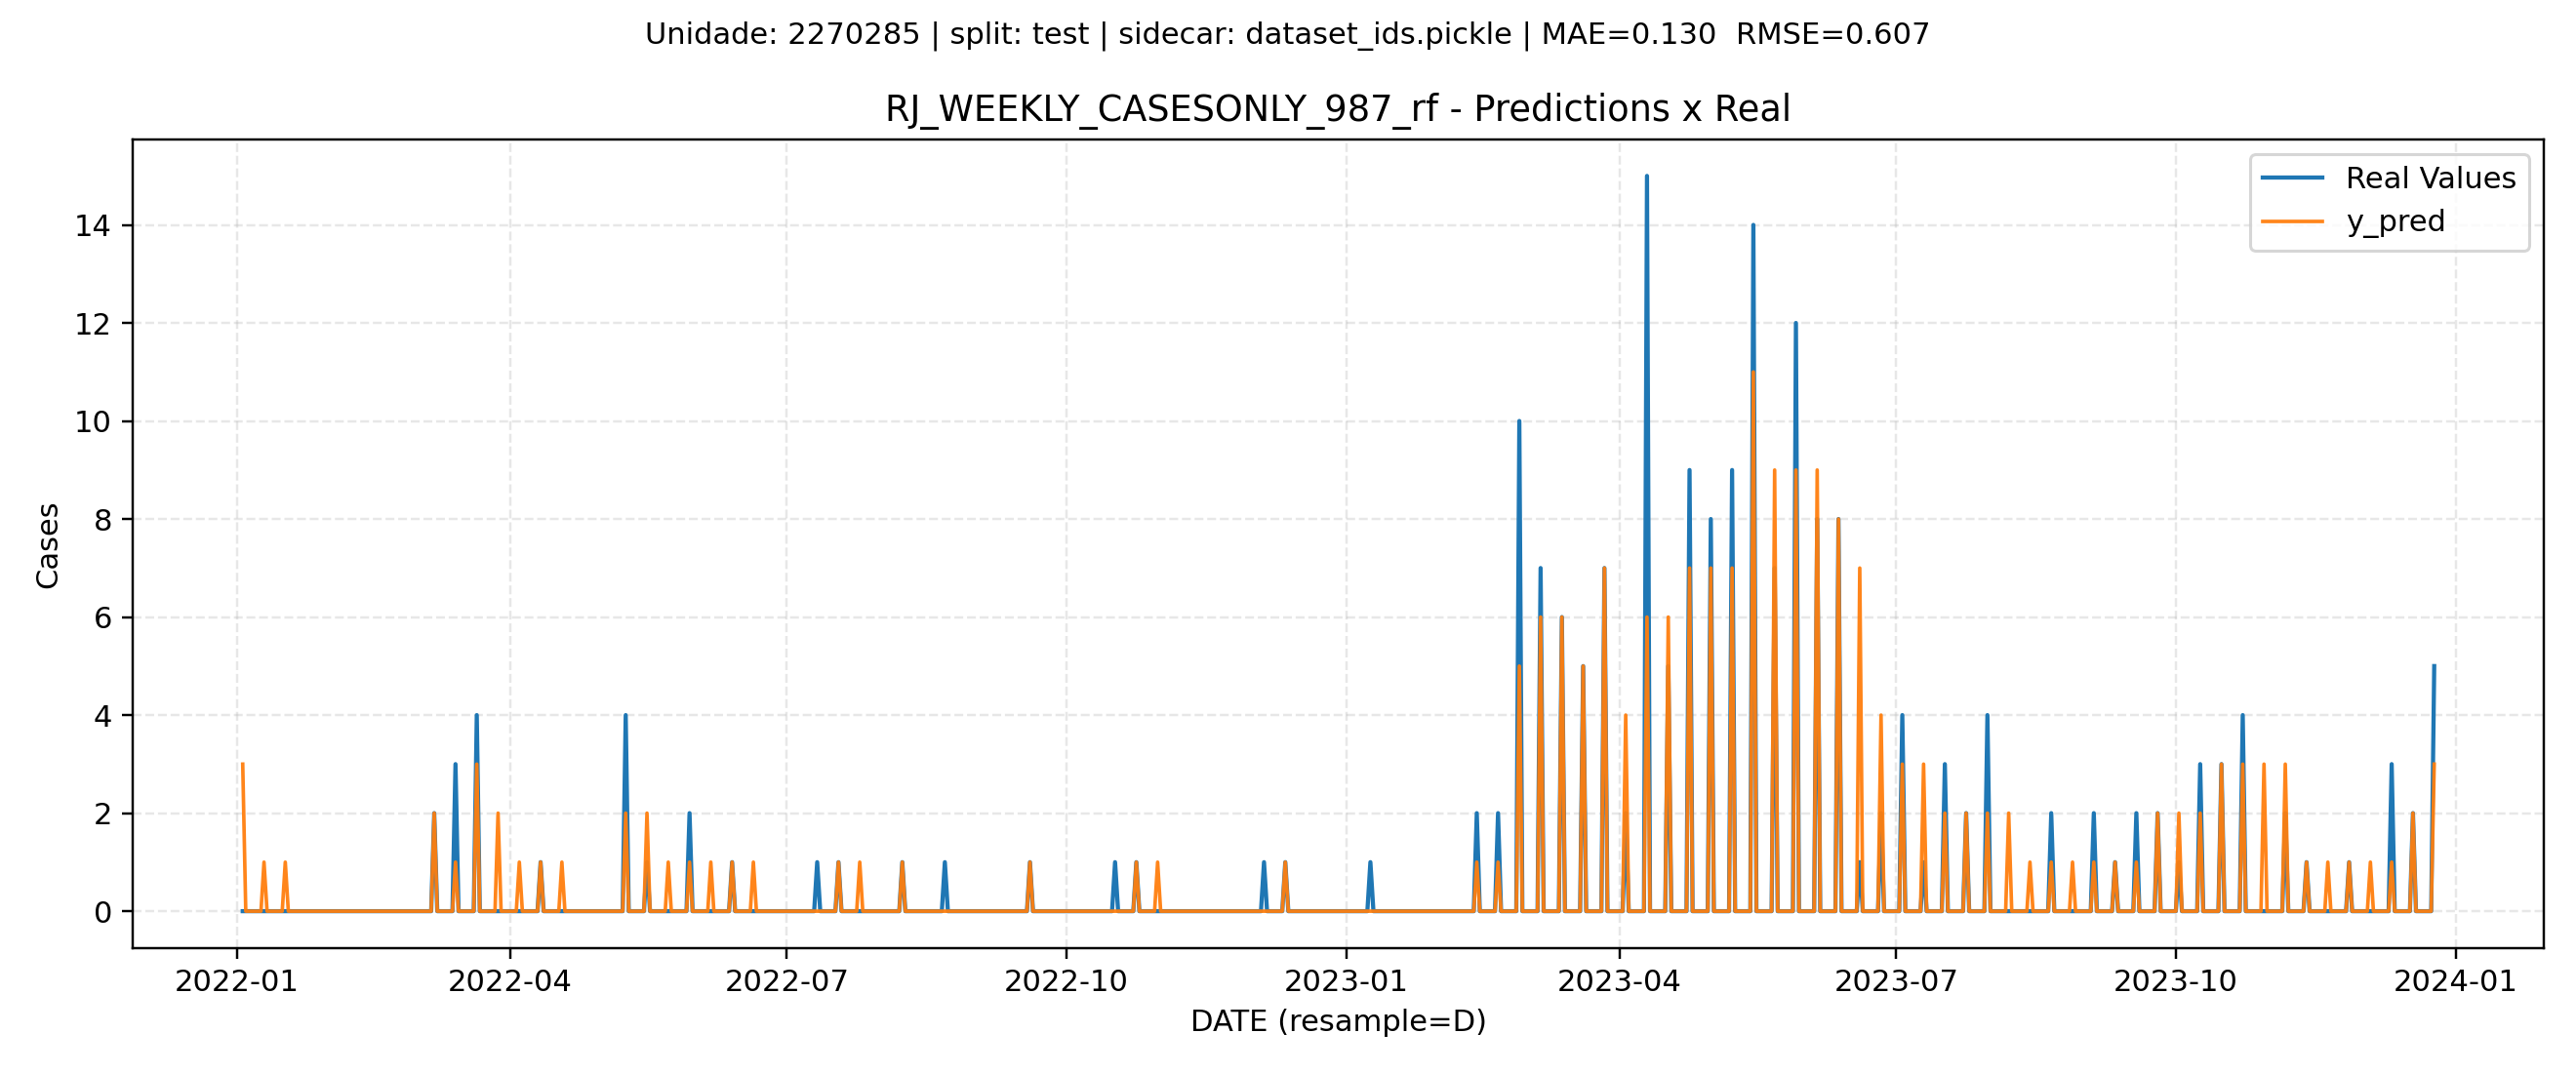 Unidade: 2270285 | split: test | sidecar: dataset_ids.pickle | MAE=0.130  RMSE=0.607
RJ_WEEKLY_CASESONLY_987_rf - Predictions x Real
Real Values
y_pred
14
12
10
8
6
4
2
0
Cases
2022-01
2022-04
2022-07
2022-10
2023-01
2023-04
2023-07
2023-10
2024-01
DATE (resample=D)